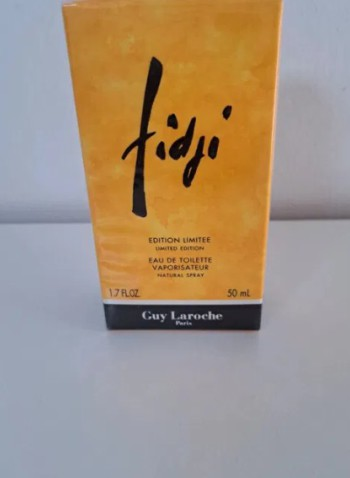 fidji
EDITION LIMITEE
LIMITED EDITION
EAU DE TOILETTE
VAPORISATEUR
NATURAL SPRAY
1.7 FL.OZ. 50 mL
Guy Laroche
Paris